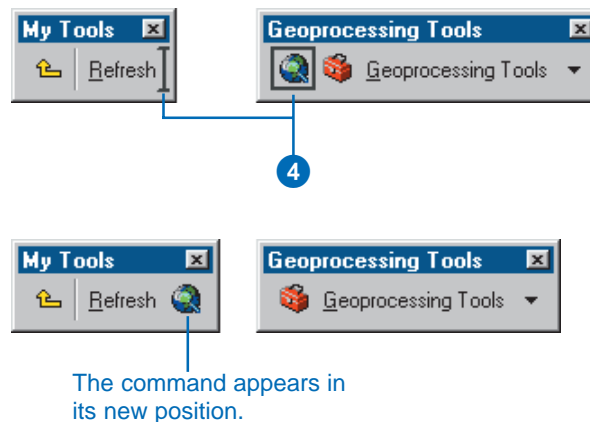 My Tools
Geoprocessing Tools
Refresh
Geoprocessing Tools
4
My Tools
Geoprocessing Tools
Refresh
Geoprocessing Tools
The command appears in
its new position.